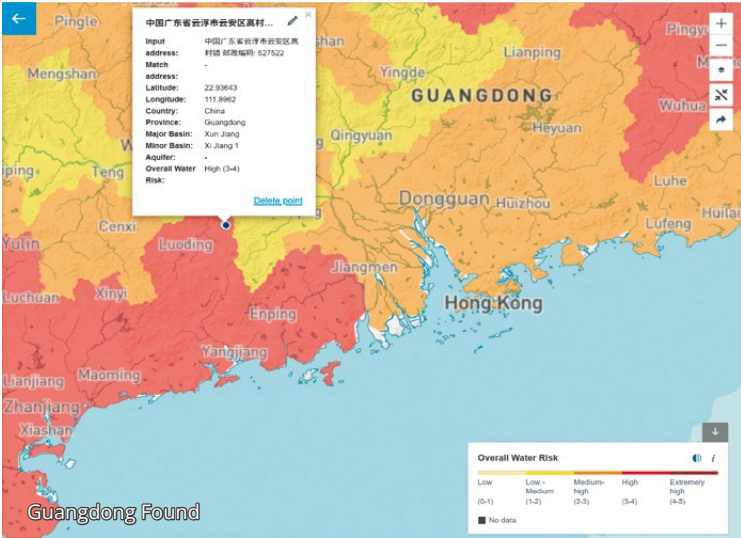 中国广东省云浮市云安区高村...
Input address: 中国广东省云浮市云安区高村镇 邮政编码: 527522
Match address: -
Latitude: 22.93643
Longitude: 111.8962
Country: China
Province: Guangdong
Major Basin: Xun Jiang
Minor Basin: Xi Jiang 1
Aquifer: -
Overall Water Risk: High (3-4)
Delete point
Pingle
Mengshan
shan
Lianping
Yingde
GUANGDONG
Wuhua
Heyuan
Qingyuan
iping
Teng
Luhe
Dongguan
Huizhou
Huilai
Cenxi
Lufeng
Yulin
Luoding
Jiangmen
Luchuan
Xinyi
Hong Kong
Enping
Yangjiang
Lianjiang
Maoming
Zhanjiang
Xiashan
Guangdong Found
Overall Water Risk
Low
Low - Medium
Medium-high
High
Extremely high
(0-1)
(1-2)
(2-3)
(3-4)
(4-5)
No data